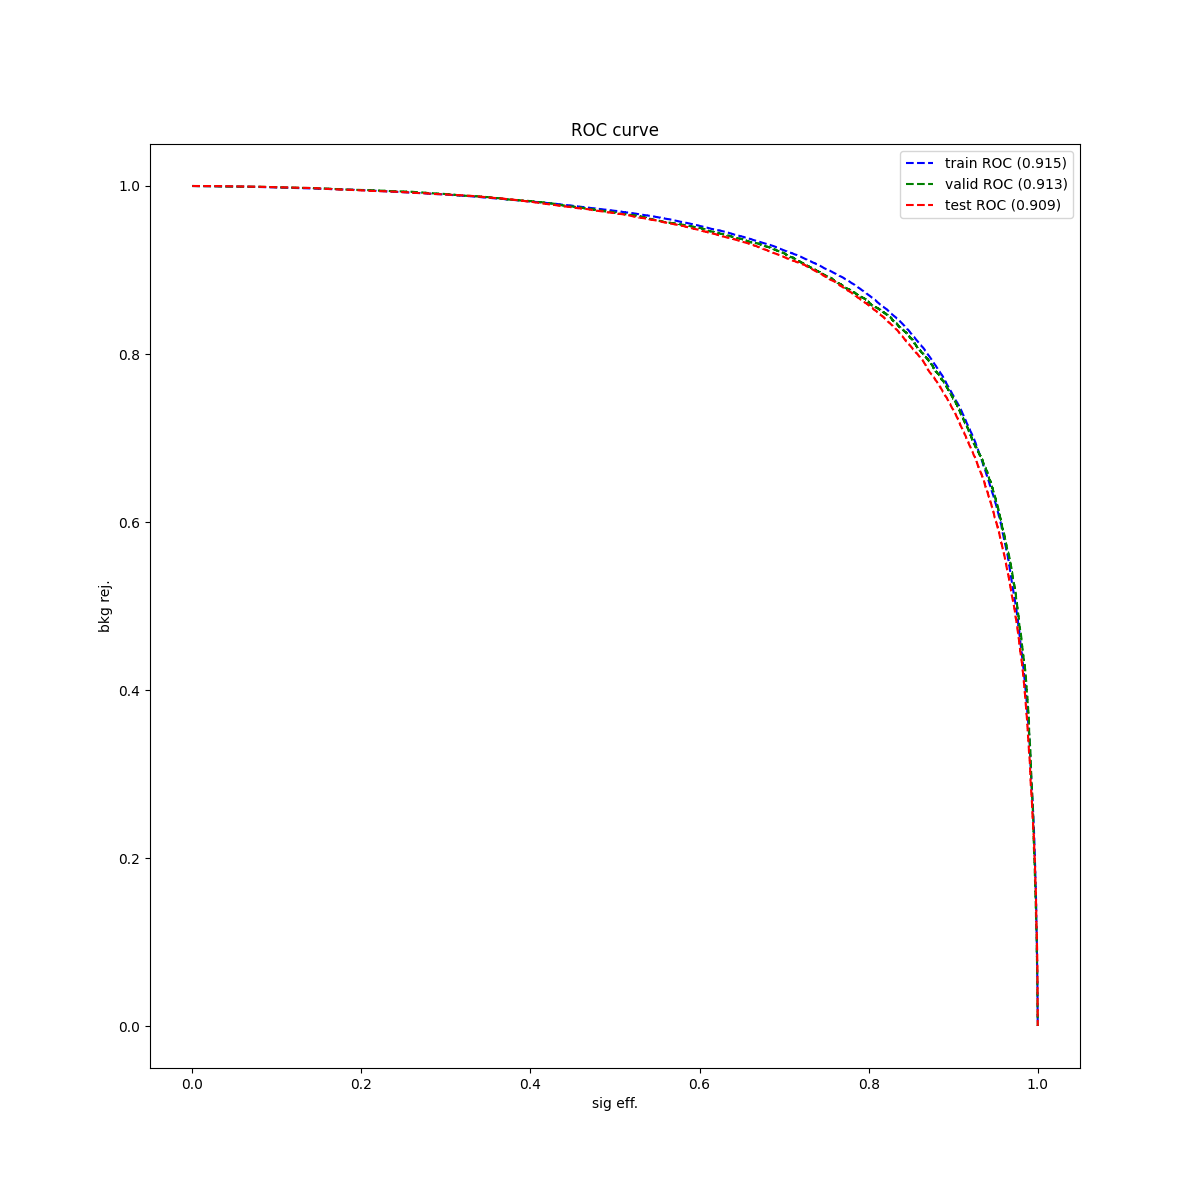 ROC curve
train ROC (0.915)
valid ROC (0.913)
test ROC (0.909)
1.0
0.8
0.6
0.4
0.2
0.0
bkg rej.
0.0 0.2 0.4 0.6 0.8 1.0
sig eff.